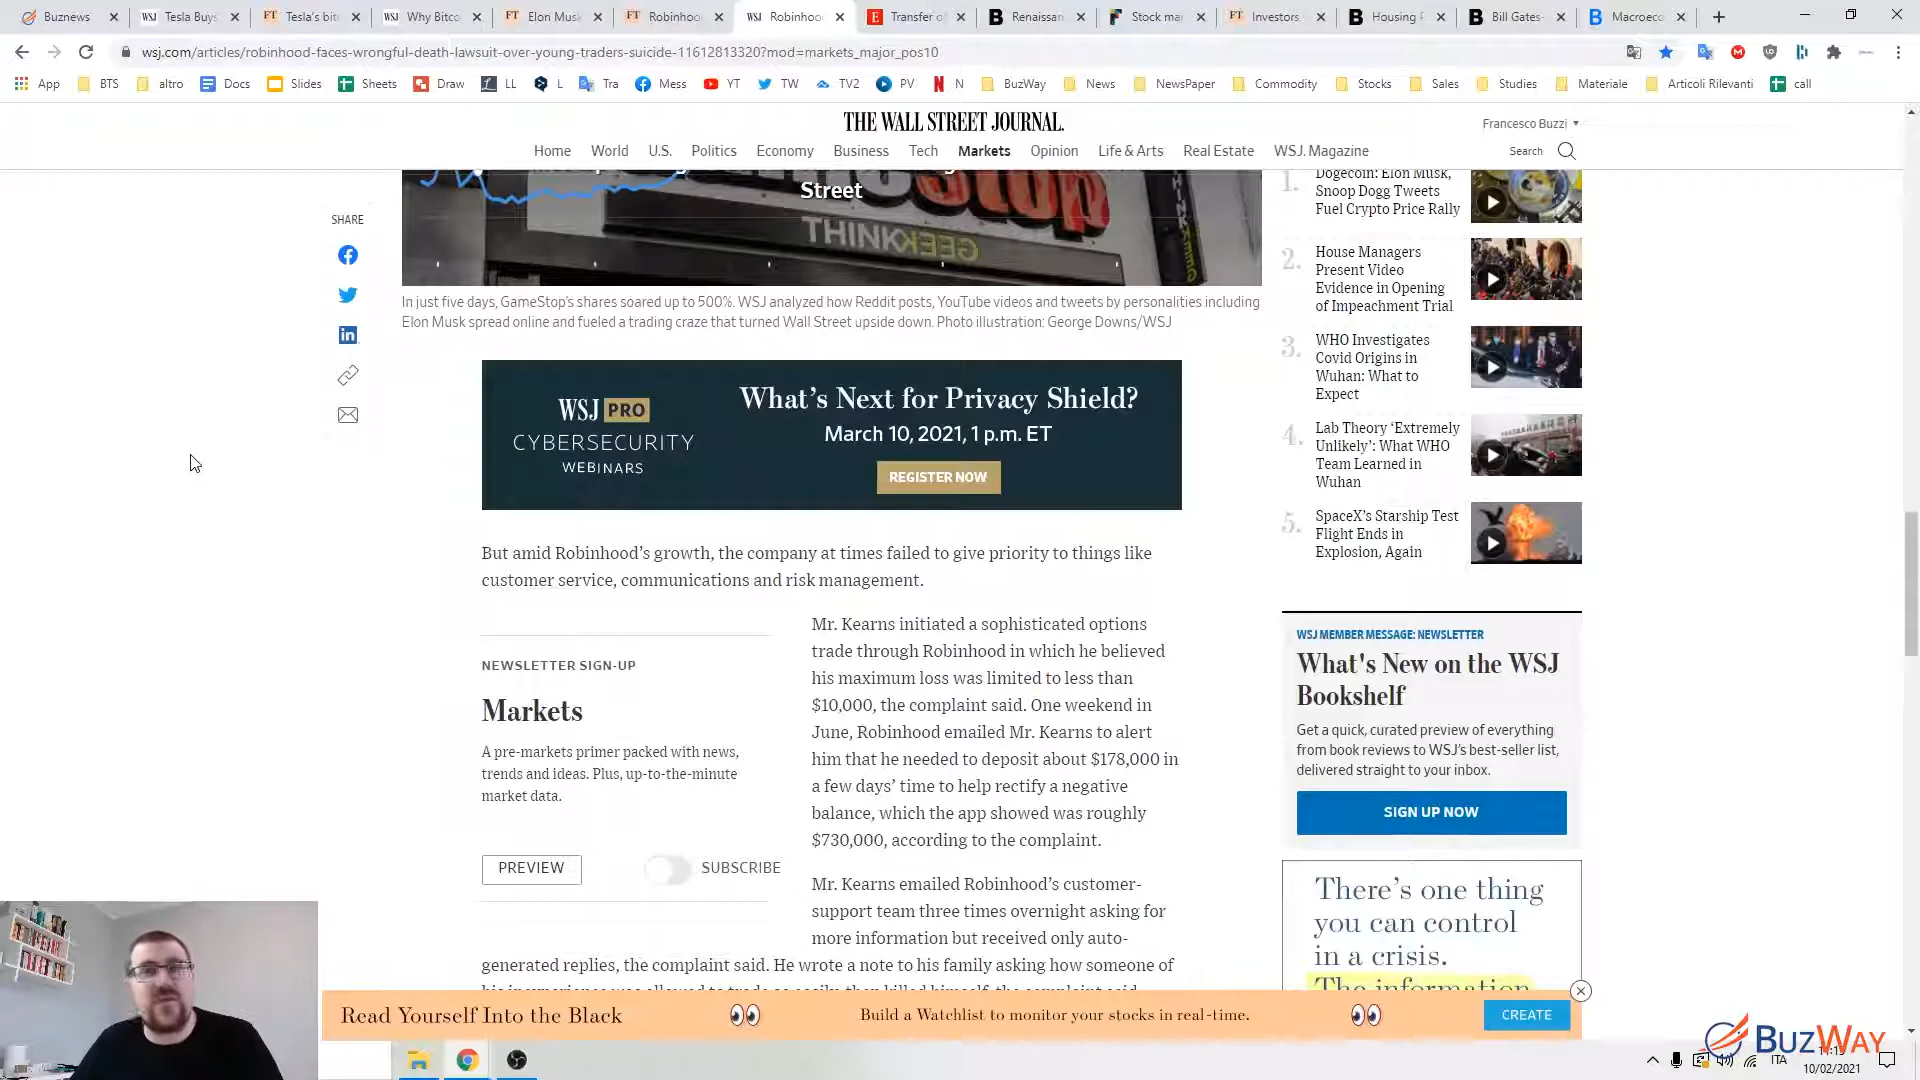 Buznews
Tesla Buys
Tesla's bit
Why Bitco
Elon Musk
Robinhoo
Robinhoo
Transfer o
Renaissan
Stock mar
Investors
Housing
Bill Gates-
Macroeco
wsj.com/articles/robinhood-faces-wrongful-death-lawsuit-over-young-traders-suicide-11612813320?mod=markets_major_pos10
App BTS altro Docs Slides Sheets Draw LL L Tra Mess YT TW TV2 PV N BuzWay News NewsPaper Commodity Stocks Sales Studies Materiale Articoli Rilevanti call
THE WALL STREET JOURNAL.
Francesco Buzzi
Home World U.S. Politics Economy Business Tech Markets Opinion Life & Arts Real Estate WSJ. Magazine
Search
Street
THINK GEEK
SHARE
In just five days, GameStop's shares soared up to 500%. WSJ analyzed how Reddit posts, YouTube videos and tweets by personalities including
Elon Musk spread online and fueled a trading craze that turned Wall Street upside down. Photo illustration: George Downs/WSJ
WSJ PRO
CYBERSECURITY
WEBINARS
What's Next for Privacy Shield?
March 10, 2021, 1 p.m. ET
REGISTER NOW
But amid Robinhood's growth, the company at times failed to give priority to things like
customer service, communications and risk management.
NEWSLETTER SIGN-UP
Markets
A pre-markets primer packed with news,
trends and ideas. Plus, up-to-the-minute
market data.
PREVIEW
SUBSCRIBE
Mr. Kearns initiated a sophisticated options
trade through Robinhood in which he believed
his maximum loss was limited to less than
$10,000, the complaint said. One weekend in
June, Robinhood emailed Mr. Kearns to alert
him that he needed to deposit about $178,000 in
a few days' time to help rectify a negative
balance, which the app showed was roughly
$730,000, according to the complaint.
Mr. Kearns emailed Robinhood's customer-
support team three times overnight asking for
more information but received only auto-
generated replies, the complaint said. He wrote a note to his family asking how someone of
1.
Dogecoin: Elon Musk,
Snoop Dogg Tweets
Fuel Crypto Price Rally
2.
House Managers
Present Video
Evidence in Opening
of Impeachment Trial
3.
WHO Investigates
Covid Origins in
Wuhan: What to
Expect
4.
Lab Theory 'Extremely
Unlikely': What WHO
Team Learned in
Wuhan
5.
SpaceX's Starship Test
Flight Ends in
Explosion, Again
WSJ MEMBER MESSAGE: NEWSLETTER
What's New on the WSJ
Bookshelf
Get a quick, curated preview of everything
from book reviews to WSJ's best-seller list,
delivered straight to your inbox.
SIGN UP NOW
There's one thing
you can control
in a crisis.
The information
Read Yourself Into the Black
Build a Watchlist to monitor your stocks in real-time.
CREATE
BUZWAY
ITA
10/02/2021